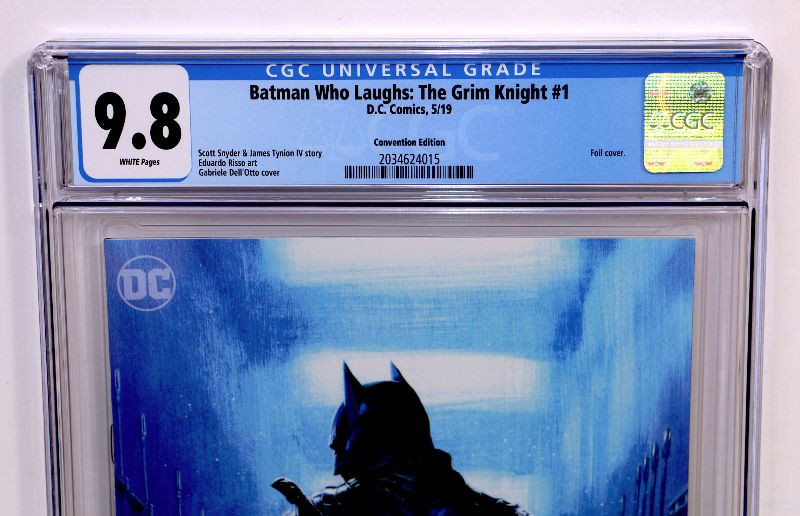 CGC UNIVERSAL GRADE
9.8
WHITE Pages
Batman Who Laughs: The Grim Knight #1
D.C. Comics, 5/19
Convention Edition
2034624015
Scott Snyder & James Tynion IV story
Eduardo Risso art
Gabriele Dell'Otto cover
Foil cover.
CGC
DC